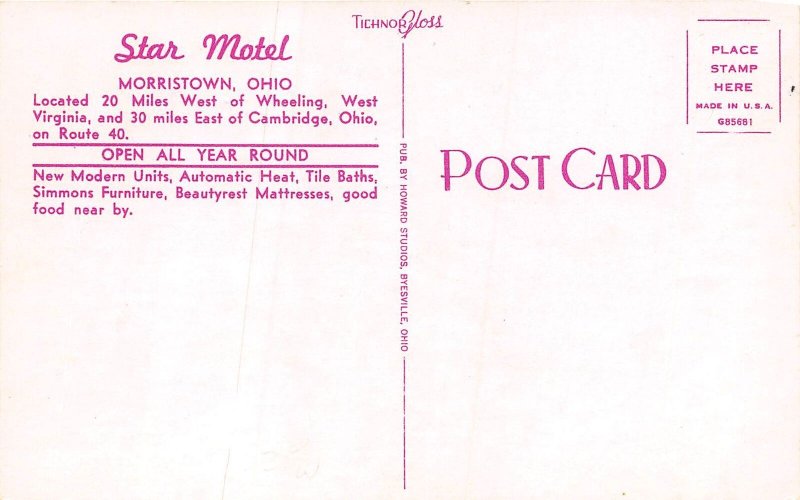 Star Motel
MORRISTOWN, OHIO
Located 20 Miles West of Wheeling, West
Virginia, and 30 miles East of Cambridge, Ohio,
on Route 40.
OPEN ALL YEAR ROUND
New Modern Units, Automatic Heat, Tile Baths,
Simmons Furniture, Beautyrest Mattresses, good
food near by.
TICHNOR Gloss
PUB. BY HOWARD STUDIOS, BYESVILLE, OHIO
POST CARD
PLACE
STAMP
HERE
MADE IN U.S.A.
G85681